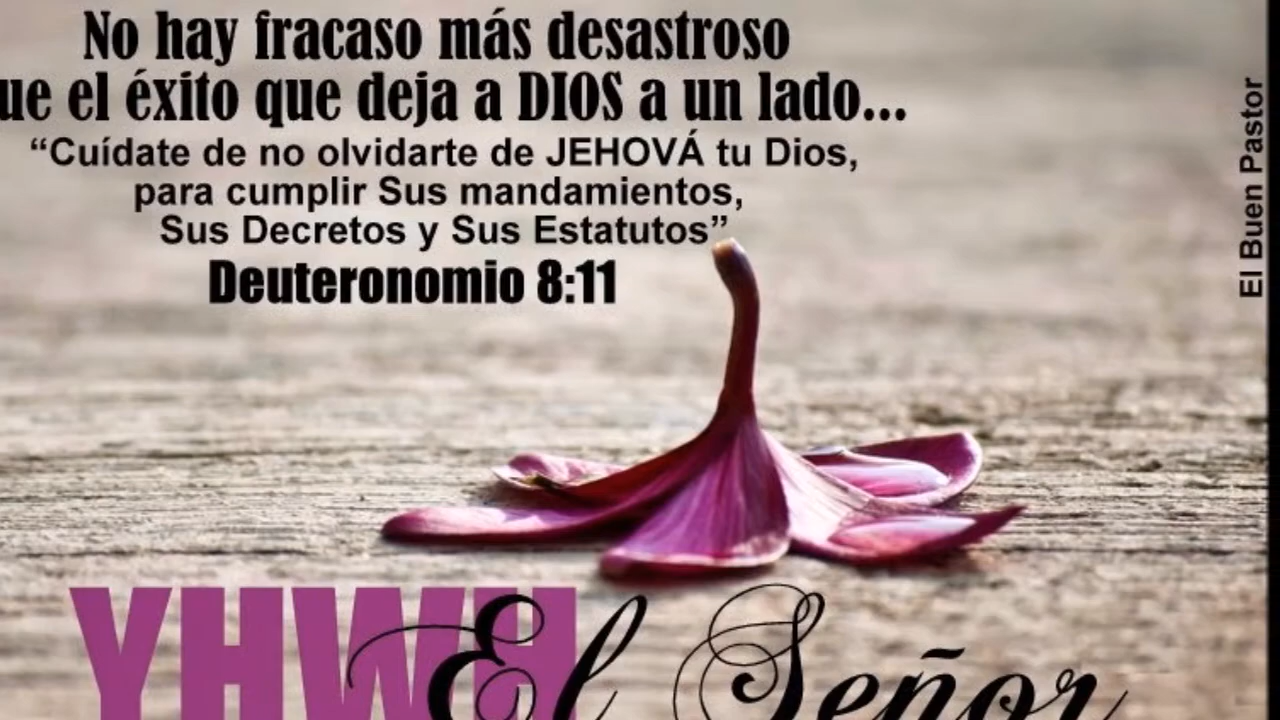 No hay fracaso más desastroso
ue el éxito que deja a DIOS a un lado...
“Cuídate de no olvidarte de JEHOVÁ tu Dios,
para cumplir Sus mandamientos,
Sus Decretos y Sus Estatutos”
Deuteronomio 8:11
El Buen Pastor
YHWH El Señor